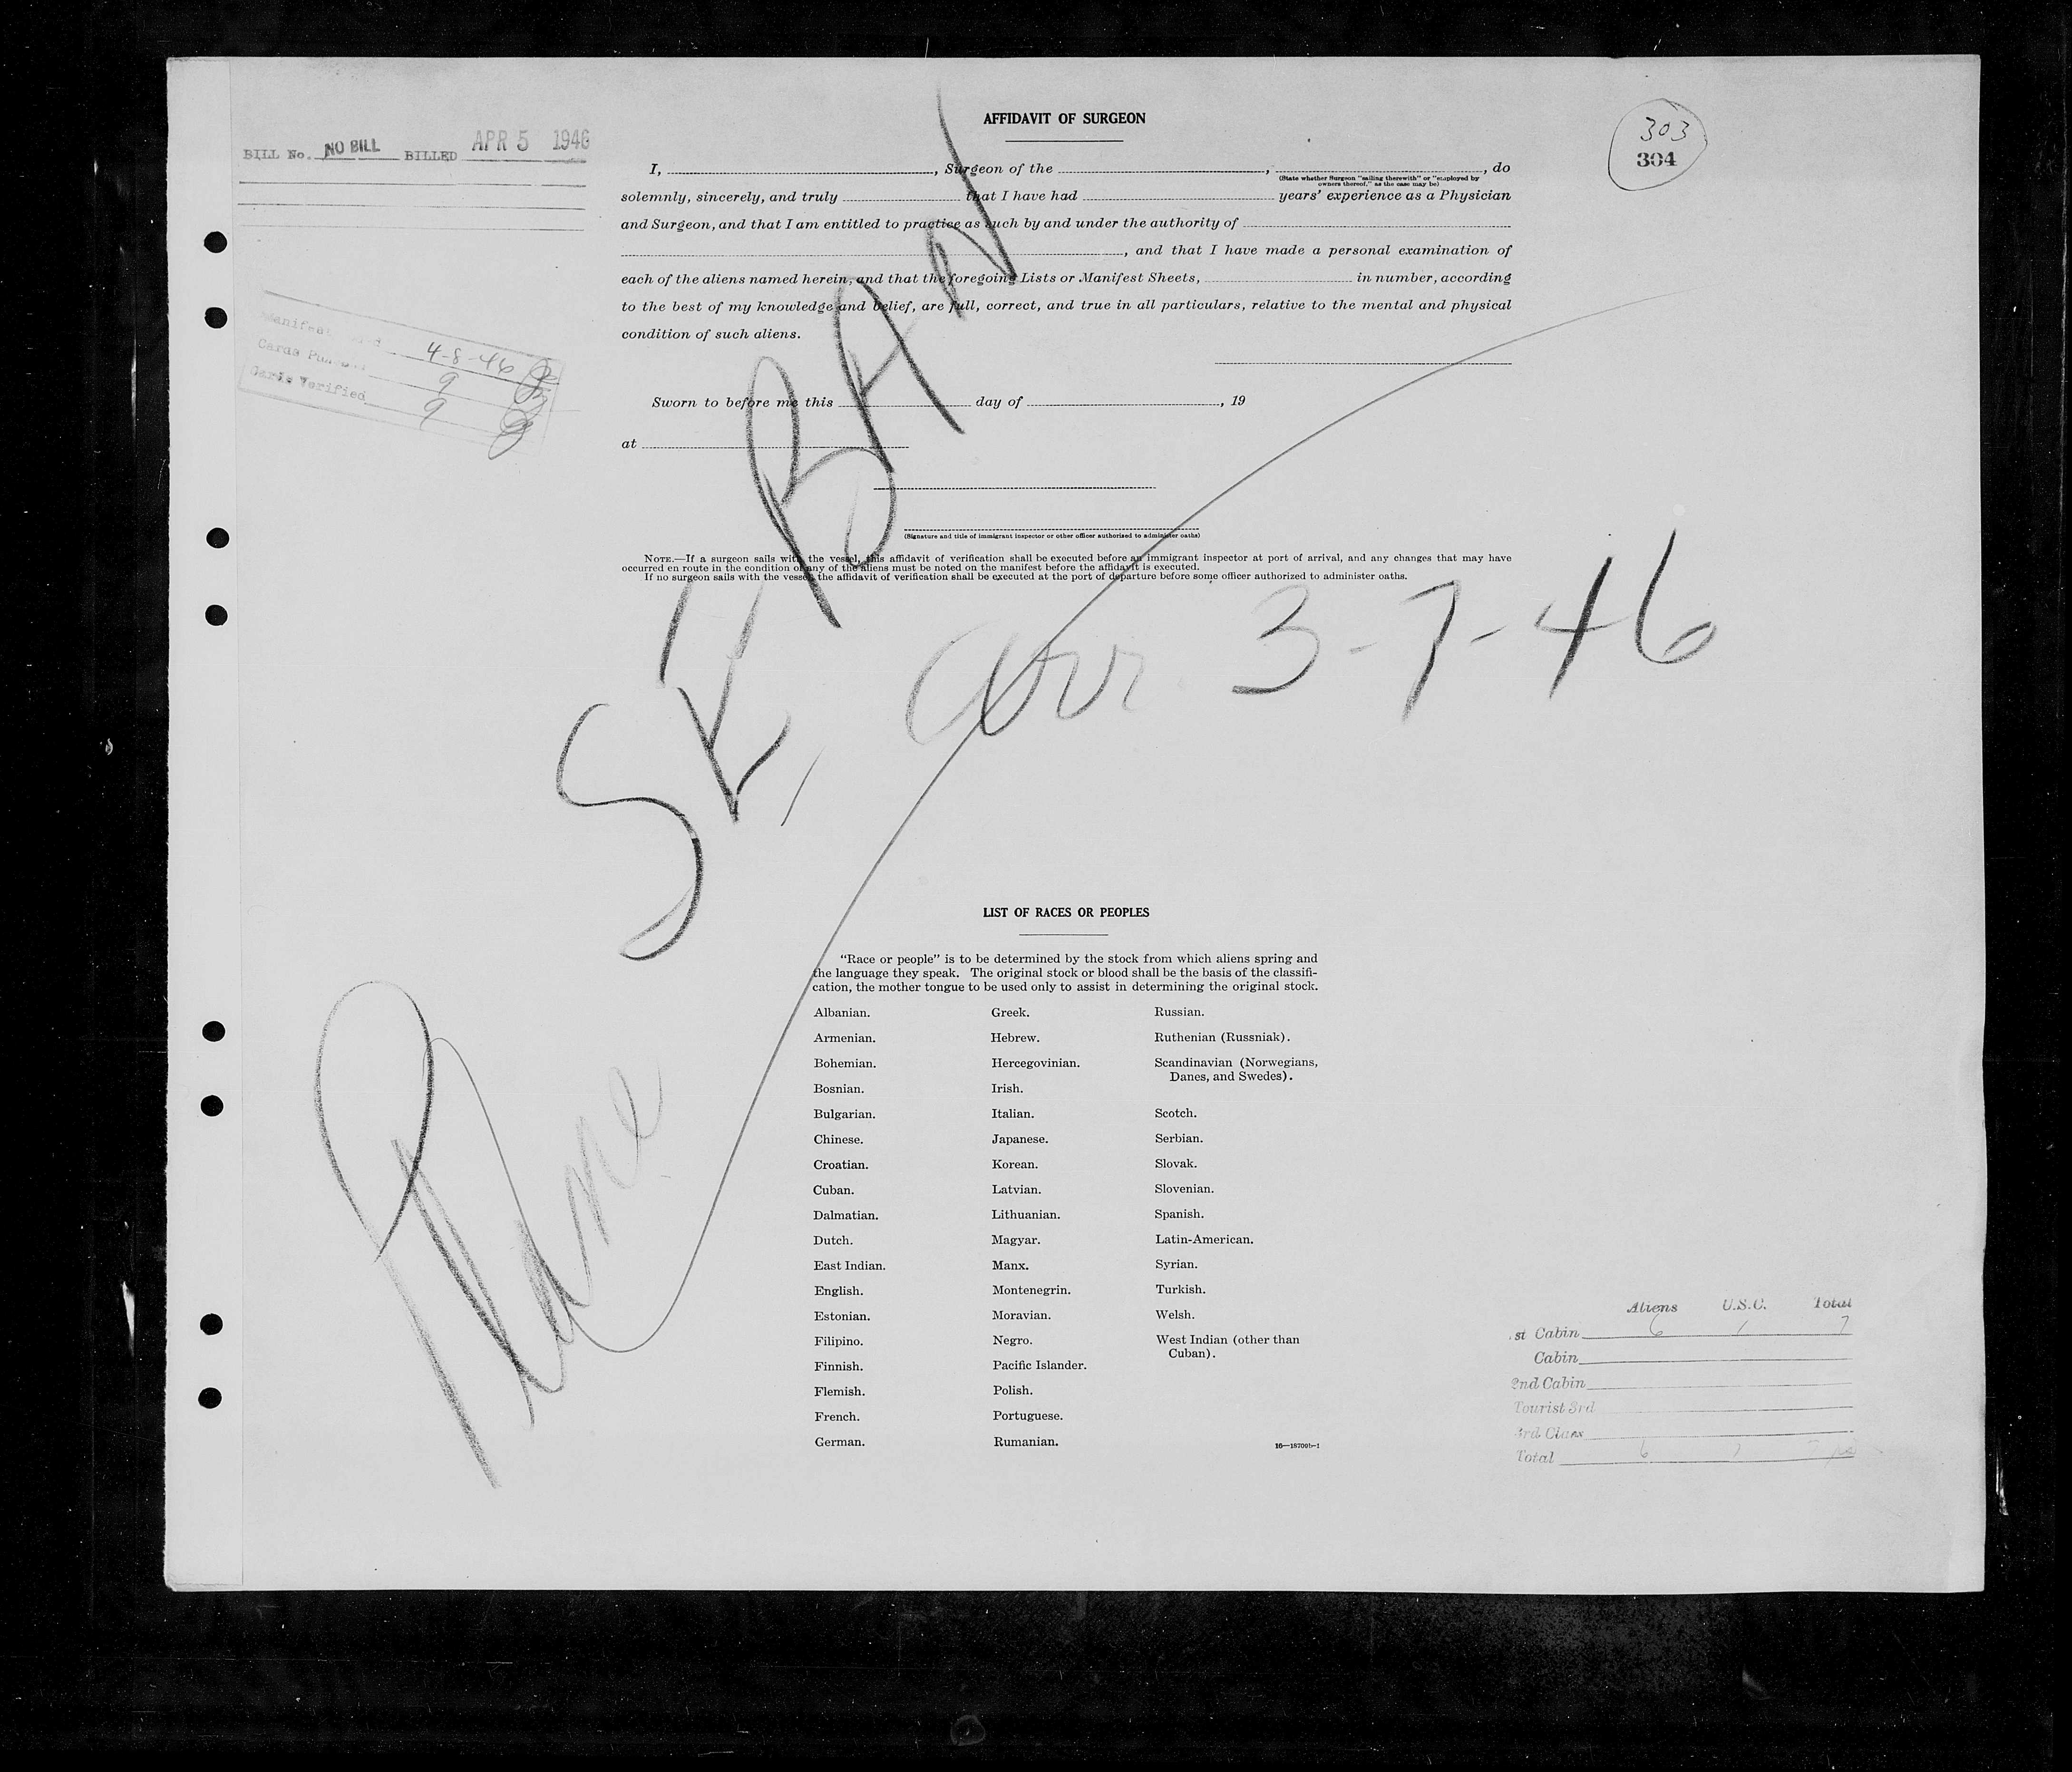 AFFIDAVIT OF SURGEON
303
304
BILL No. NO BILL BILLED APR 5 1946
I, , Surgeon of the , , do
(State whether Surgeon "sailing therewith" or "employed by
owners thereof," as the case may be)
solemnly, sincerely, and truly that I have had years' experience as a Physician
and Surgeon, and that I am entitled to practice as such by and under the authority of
, and that I have made a personal examination of
each of the aliens named herein, and that the foregoing Lists or Manifest Sheets, in number, according
to the best of my knowledge and belief, are full, correct, and true in all particulars, relative to the mental and physical
condition of such aliens.
Manifest 4-8-46
Cards 9
Cards Verified 9
Sworn to before me this day of , 19
at
(Signature and title of immigrant inspector or other officer authorized to administer oaths)
NOTE.—If a surgeon sails with the vessel, this affidavit of verification shall be executed before an immigrant inspector at port of arrival, and any changes that may have
occurred en route in the condition of any of the aliens must be noted on the manifest before the affidavit is executed.
If no surgeon sails with the vessel the affidavit of verification shall be executed at the port of departure before some officer authorized to administer oaths.
Plane
arr 3-7-46
LIST OF RACES OR PEOPLES
"Race or people" is to be determined by the stock from which aliens spring and
the language they speak. The original stock or blood shall be the basis of the classifi-
cation, the mother tongue to be used only to assist in determining the original stock.
Albanian. Greek. Russian.
Armenian. Hebrew. Ruthenian (Russniak).
Bohemian. Hercegovinian. Scandinavian (Norwegians,
Danes, and Swedes).
Bosnian. Irish.
Bulgarian. Italian. Scotch.
Chinese. Japanese. Serbian.
Croatian. Korean. Slovak.
Cuban. Latvian. Slovenian.
Dalmatian. Lithuanian. Spanish.
Dutch. Magyar. Latin-American.
East Indian. Manx. Syrian.
English. Montenegrin. Turkish.
Estonian. Moravian. Welsh.
Filipino. Negro. West Indian (other than
Cuban).
Finnish. Pacific Islander.
Flemish. Polish.
French. Portuguese.
German. Rumanian.
16—18700b-1
Aliens U.S.C. Total
st Cabin 6 1 7
Cabin
2nd Cabin
Tourist 3rd
3rd Class
Total 6 1